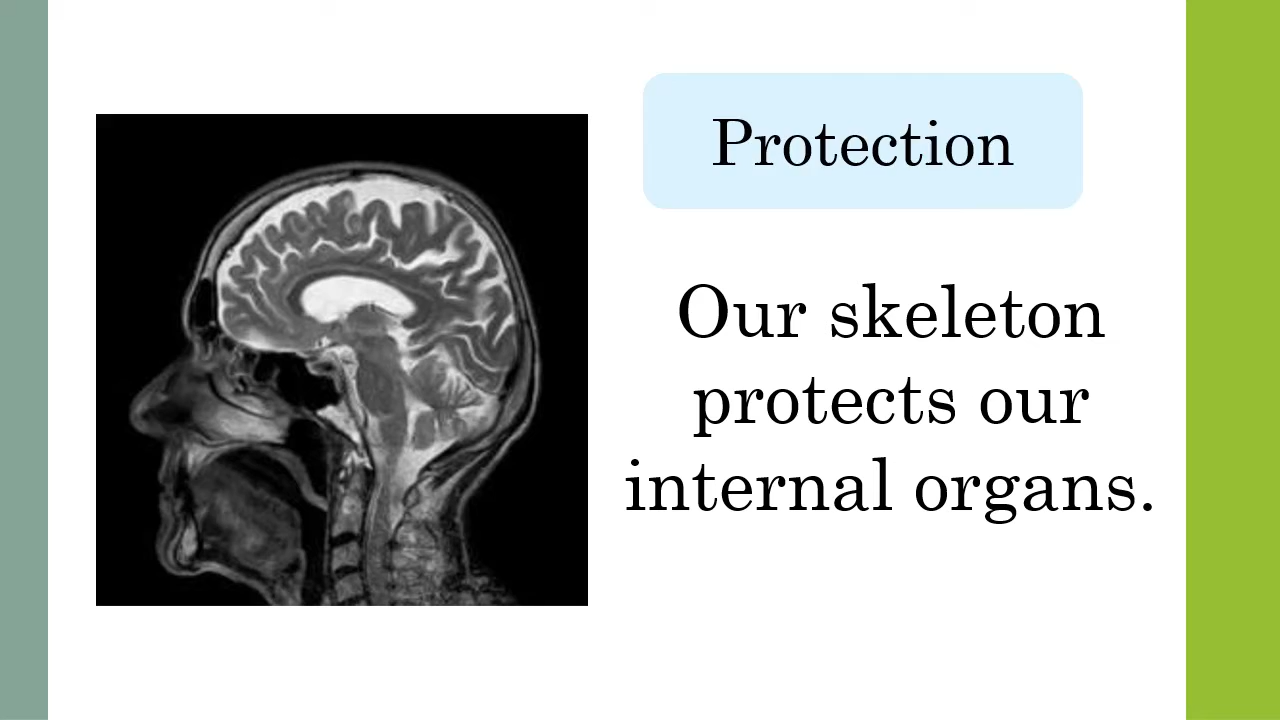 Protection
Our skeleton
protects our
internal organs.